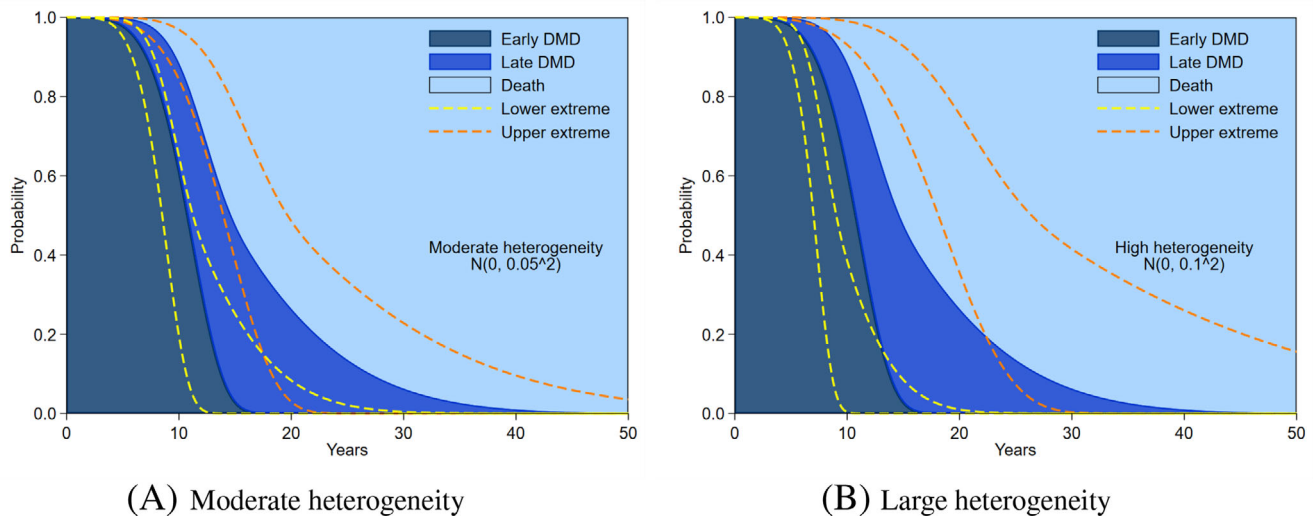 1.0
0.8
0.6
0.4
0.2
0.0
Probability
0 10 20 30 40 50
Years
Early DMD
Late DMD
Death
Lower extreme
Upper extreme
Moderate heterogeneity
N(0, 0.05^2)
(A) Moderate heterogeneity
1.0
0.8
0.6
0.4
0.2
0.0
Probability
0 10 20 30 40 50
Years
Early DMD
Late DMD
Death
Lower extreme
Upper extreme
High heterogeneity
N(0, 0.1^2)
(B) Large heterogeneity